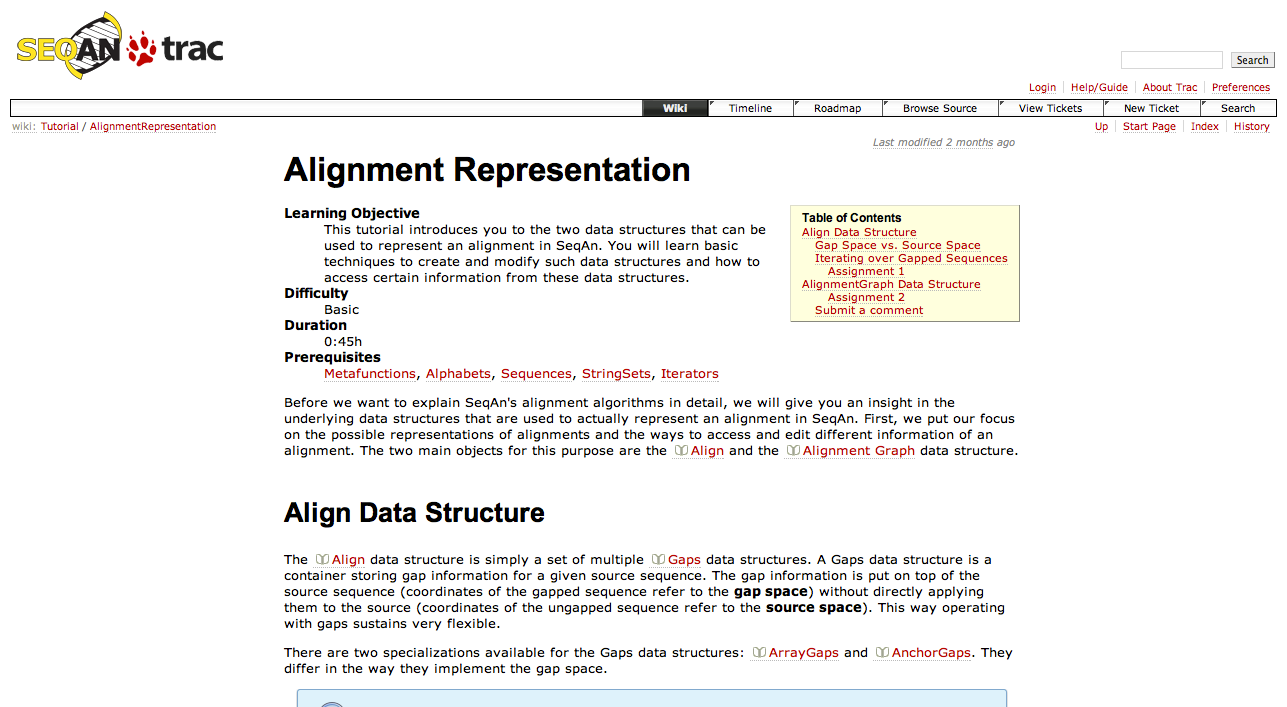 SEQAN trac
Search
Login Help/Guide About Trac Preferences
Wiki Timeline Roadmap Browse Source View Tickets New Ticket Search
wiki: Tutorial / AlignmentRepresentation
Up Start Page Index History
Last modified 2 months ago
Alignment Representation
Learning Objective
This tutorial introduces you to the two data structures that can be
used to represent an alignment in SeqAn. You will learn basic
techniques to create and modify such data structures and how to
access certain information from these data structures.
Difficulty
Basic
Duration
0:45h
Prerequisites
Metafunctions, Alphabets, Sequences, StringSets, Iterators
Table of Contents
Align Data Structure
Gap Space vs. Source Space
Iterating over Gapped Sequences
Assignment 1
AlignmentGraph Data Structure
Assignment 2
Submit a comment
Before we want to explain SeqAn's alignment algorithms in detail, we will give you an insight in the
underlying data structures that are used to actually represent an alignment in SeqAn. First, we put our focus
on the possible representations of alignments and the ways to access and edit different information of an
alignment. The two main objects for this purpose are the Align and the Alignment Graph data structure.
Align Data Structure
The Align data structure is simply a set of multiple Gaps data structures. A Gaps data structure is a
container storing gap information for a given source sequence. The gap information is put on top of the
source sequence (coordinates of the gapped sequence refer to the gap space) without directly applying
them to the source (coordinates of the ungapped sequence refer to the source space). This way operating
with gaps sustains very flexible.
There are two specializations available for the Gaps data structures: ArrayGaps and AnchorGaps. They
differ in the way they implement the gap space.